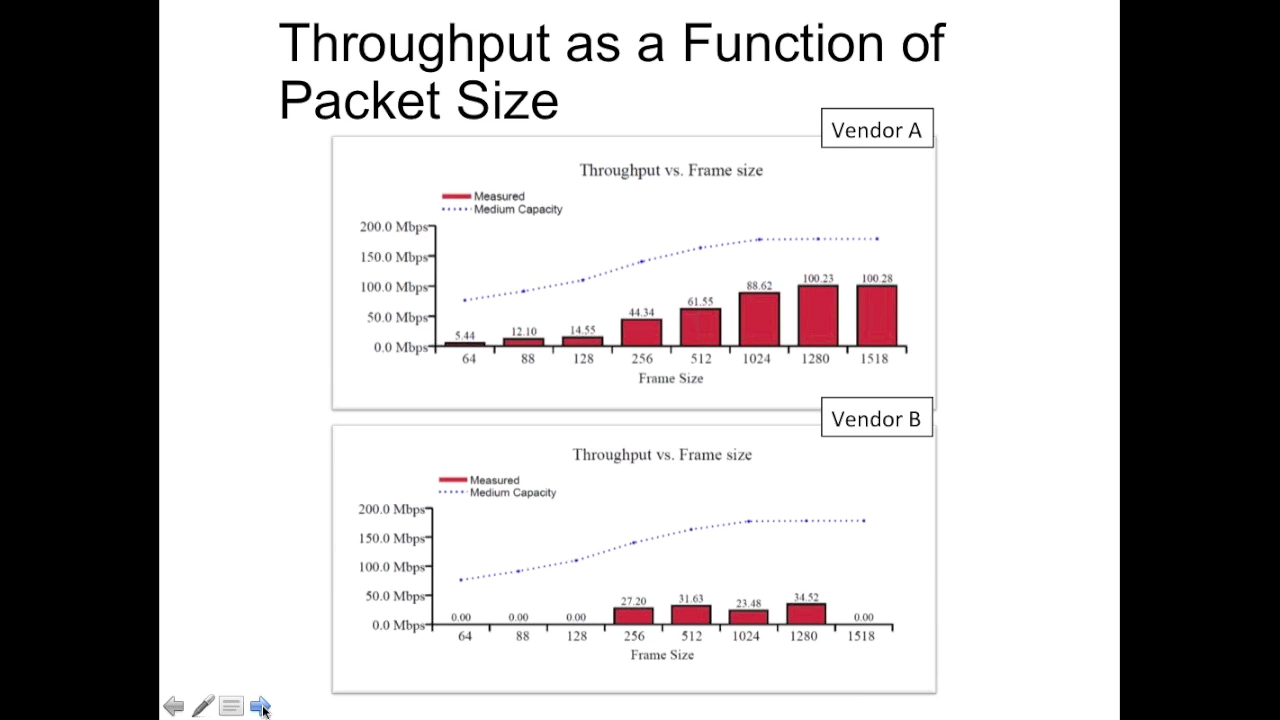 Throughput as a Function of
Packet Size
Vendor A
Throughput vs. Frame size
Measured
Medium Capacity
200.0 Mbps
150.0 Mbps
100.0 Mbps
50.0 Mbps
0.0 Mbps
5.44 12.10 14.55 44.34 61.55 88.62 100.23 100.28
64 88 128 256 512 1024 1280 1518
Frame Size
Vendor B
Throughput vs. Frame size
Measured
Medium Capacity
200.0 Mbps
150.0 Mbps
100.0 Mbps
50.0 Mbps
0.0 Mbps
0.00 0.00 0.00 27.20 31.63 23.48 34.52 0.00
64 88 128 256 512 1024 1280 1518
Frame Size